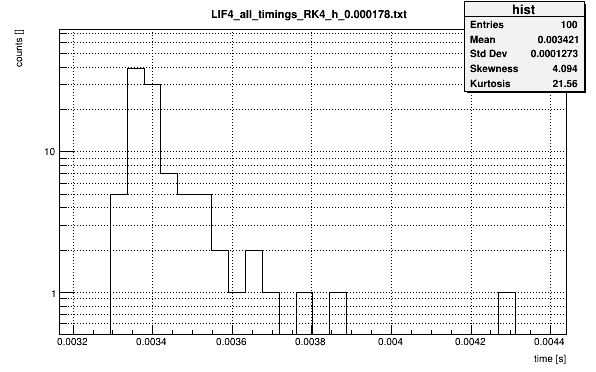 LIF4_all_timings_RK4_h_0.000178.txt
hist
Entries 100
Mean 0.003421
Std Dev 0.0001273
Skewness 4.094
Kurtosis 21.56
counts []
10
1
0.0032 0.0034 0.0036 0.0038 0.004 0.0042 0.0044
time [s]